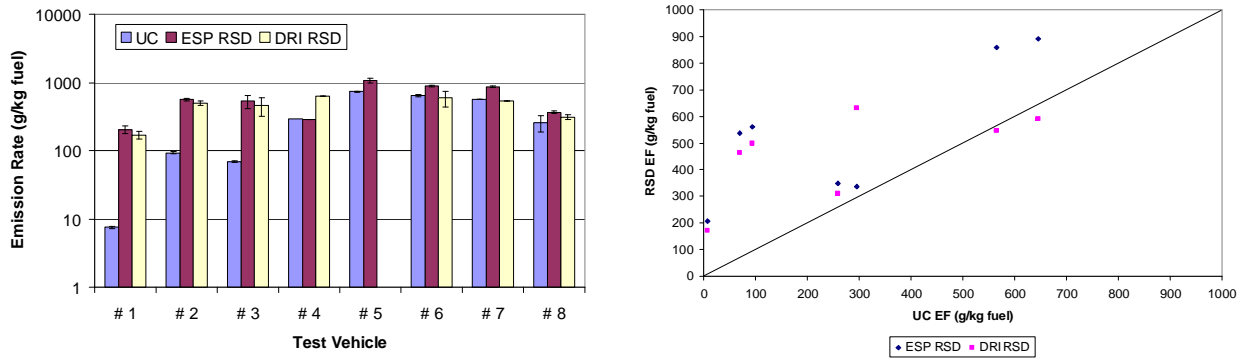 10000
1000
100
10
1
Emission Rate (g/kg fuel)
UC ESP RSD DRI RSD
# 1 # 2 # 3 # 4 # 5 # 6 # 7 # 8
Test Vehicle
1000
900
800
700
600
500
400
300
200
100
0
RSD EF (g/kg fuel)
0 100 200 300 400 500 600 700 800 900 1000
UC EF (g/kg fuel)
ESP RSD DRI RSD